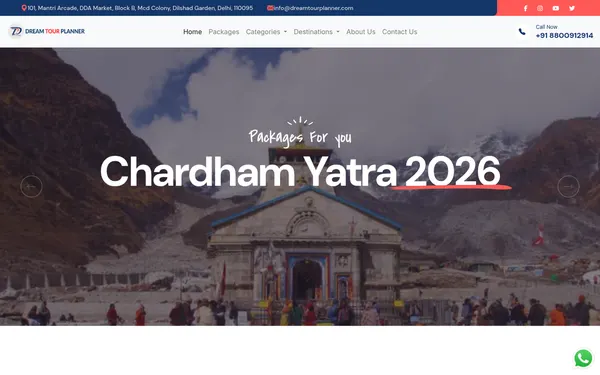 101, Mantri Arcade, DDA Market, Block B, Mcd Colony, Dilshad Garden, Delhi, 110095
info@dreamtourplanner.com
DREAM TOUR PLANNER
Home Packages Categories Destinations About Us Contact Us
Call Now
+91 8800912914
Packages For you
Chardham Yatra 2026